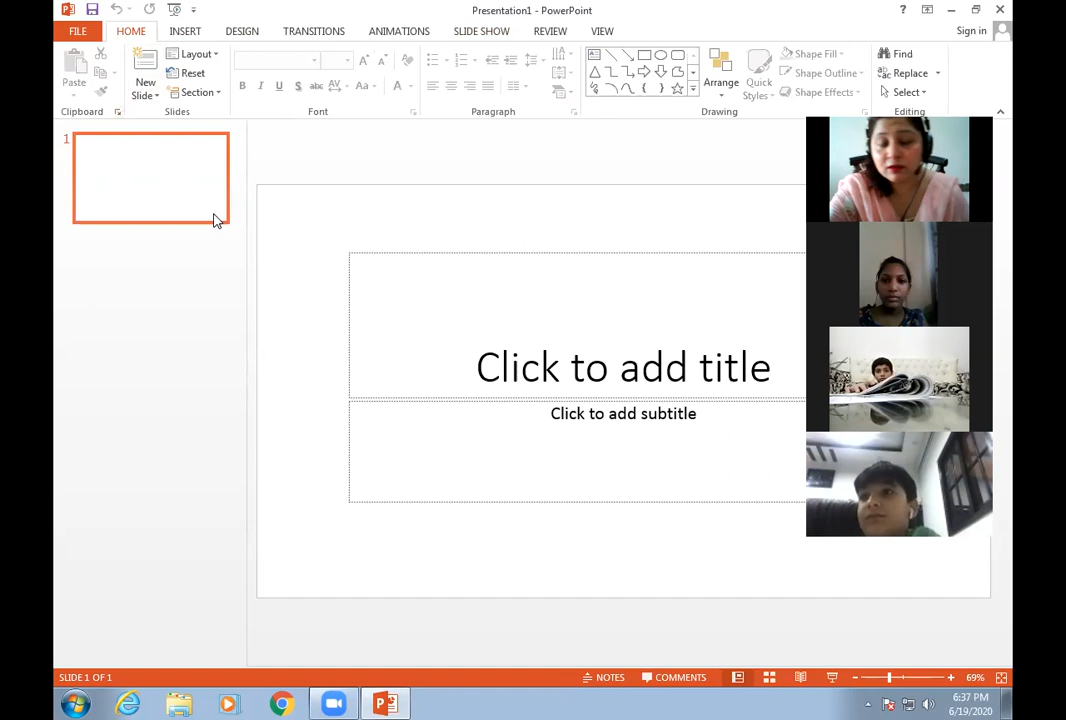 Presentation1 - PowerPoint
FILE HOME INSERT DESIGN TRANSITIONS ANIMATIONS SLIDE SHOW REVIEW VIEW Sign in
Paste
New Slide
Layout
Reset
Section
B I U S abc AV Aa A
Arrange
Quick Styles
Shape Fill
Shape Outline
Shape Effects
Find
Replace
Select
Clipboard Slides Font Paragraph Drawing Editing
1
Click to add title
Click to add subtitle
SLIDE 1 OF 1 NOTES COMMENTS 69%
6:37 PM
6/19/2020